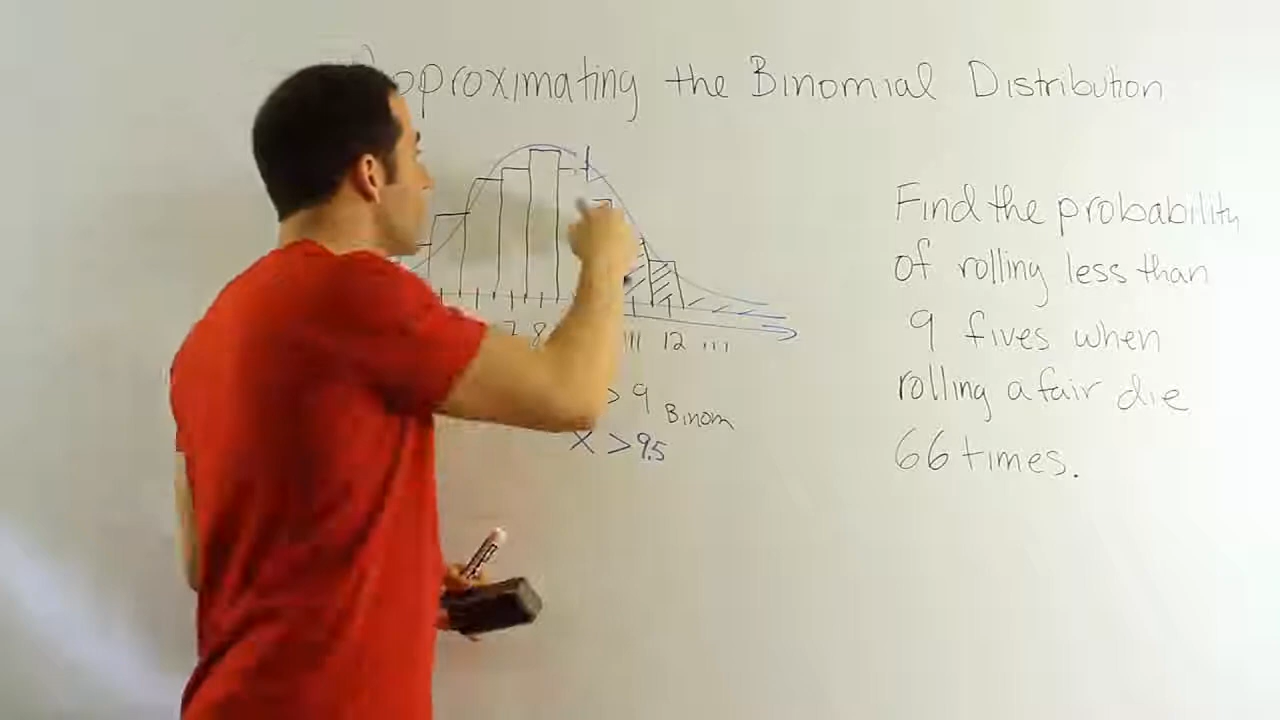 Approximating the Binomial Distribution
7 8 11 12 ...
> 9 Binom
X > 9.5
Find the probability
of rolling less than
9 fives when
rolling a fair die
66 times.